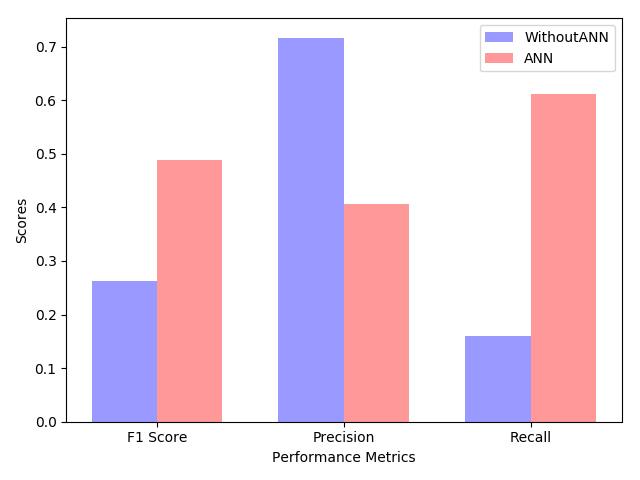 WithoutANN
ANN
0.7
0.6
0.5
0.4
0.3
0.2
0.1
0.0
Scores
F1 Score Precision Recall
Performance Metrics